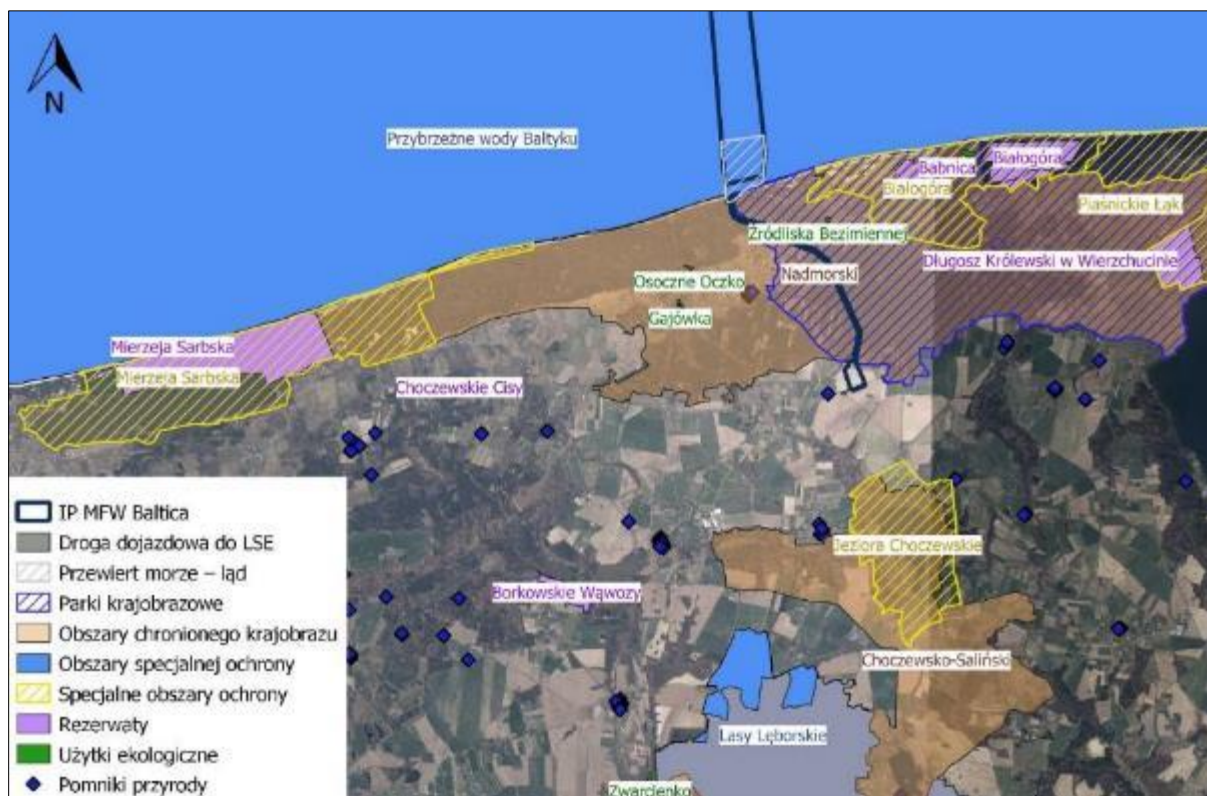 N
Przybrzeżne wody Bałtyku
Babnica
Białogóra
Białogóra
Piaśnickie Łąki
Źródliska Bezimiennej
Długosz Królewski w Wierzchucinie
Osoczne Oczko
Nadmorski
Gajówka
Mierzeja Sarbska
Mierzeja Sarbska
Choczewskie Cisy
IP MFW Baltica
Droga dojazdowa do LSE
Przewiert morze – ląd
Parki krajobrazowe
Obszary chronionego krajobrazu
Obszary specjalnej ochrony
Specjalne obszary ochrony
Rezerwaty
Użytki ekologiczne
Pomniki przyrody
Jeziora Choczewskie
Borkowskie Wąwozy
Choczewsko-Saliński
Lasy Lęborskie
Zwarcienko